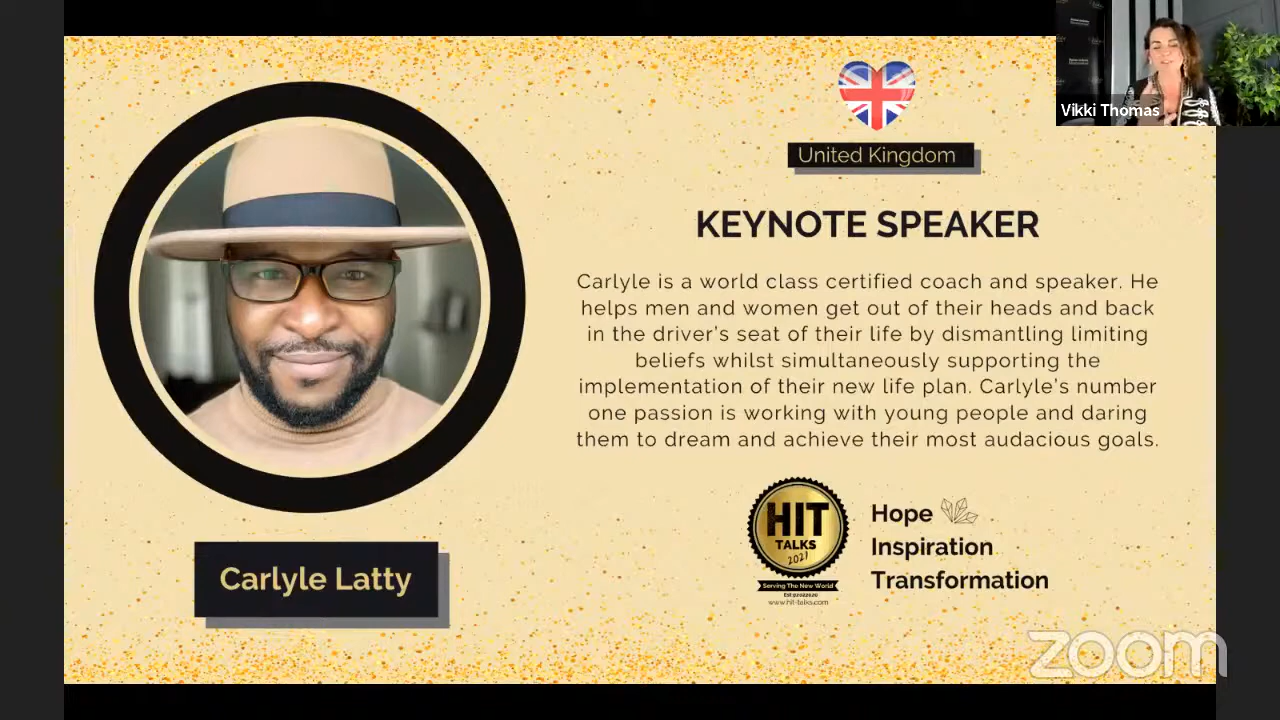 Vikki Thomas
United Kingdom
KEYNOTE SPEAKER
Carlyle is a world class certified coach and speaker. He
helps men and women get out of their heads and back
in the driver's seat of their life by dismantling limiting
beliefs whilst simultaneously supporting the
implementation of their new life plan. Carlyle's number
one passion is working with young people and daring
them to dream and achieve their most audacious goals.
Carlyle Latty
HIT
TALKS
2021
Serving The New World
www.hit-talks.com
Hope
Inspiration
Transformation
zoom